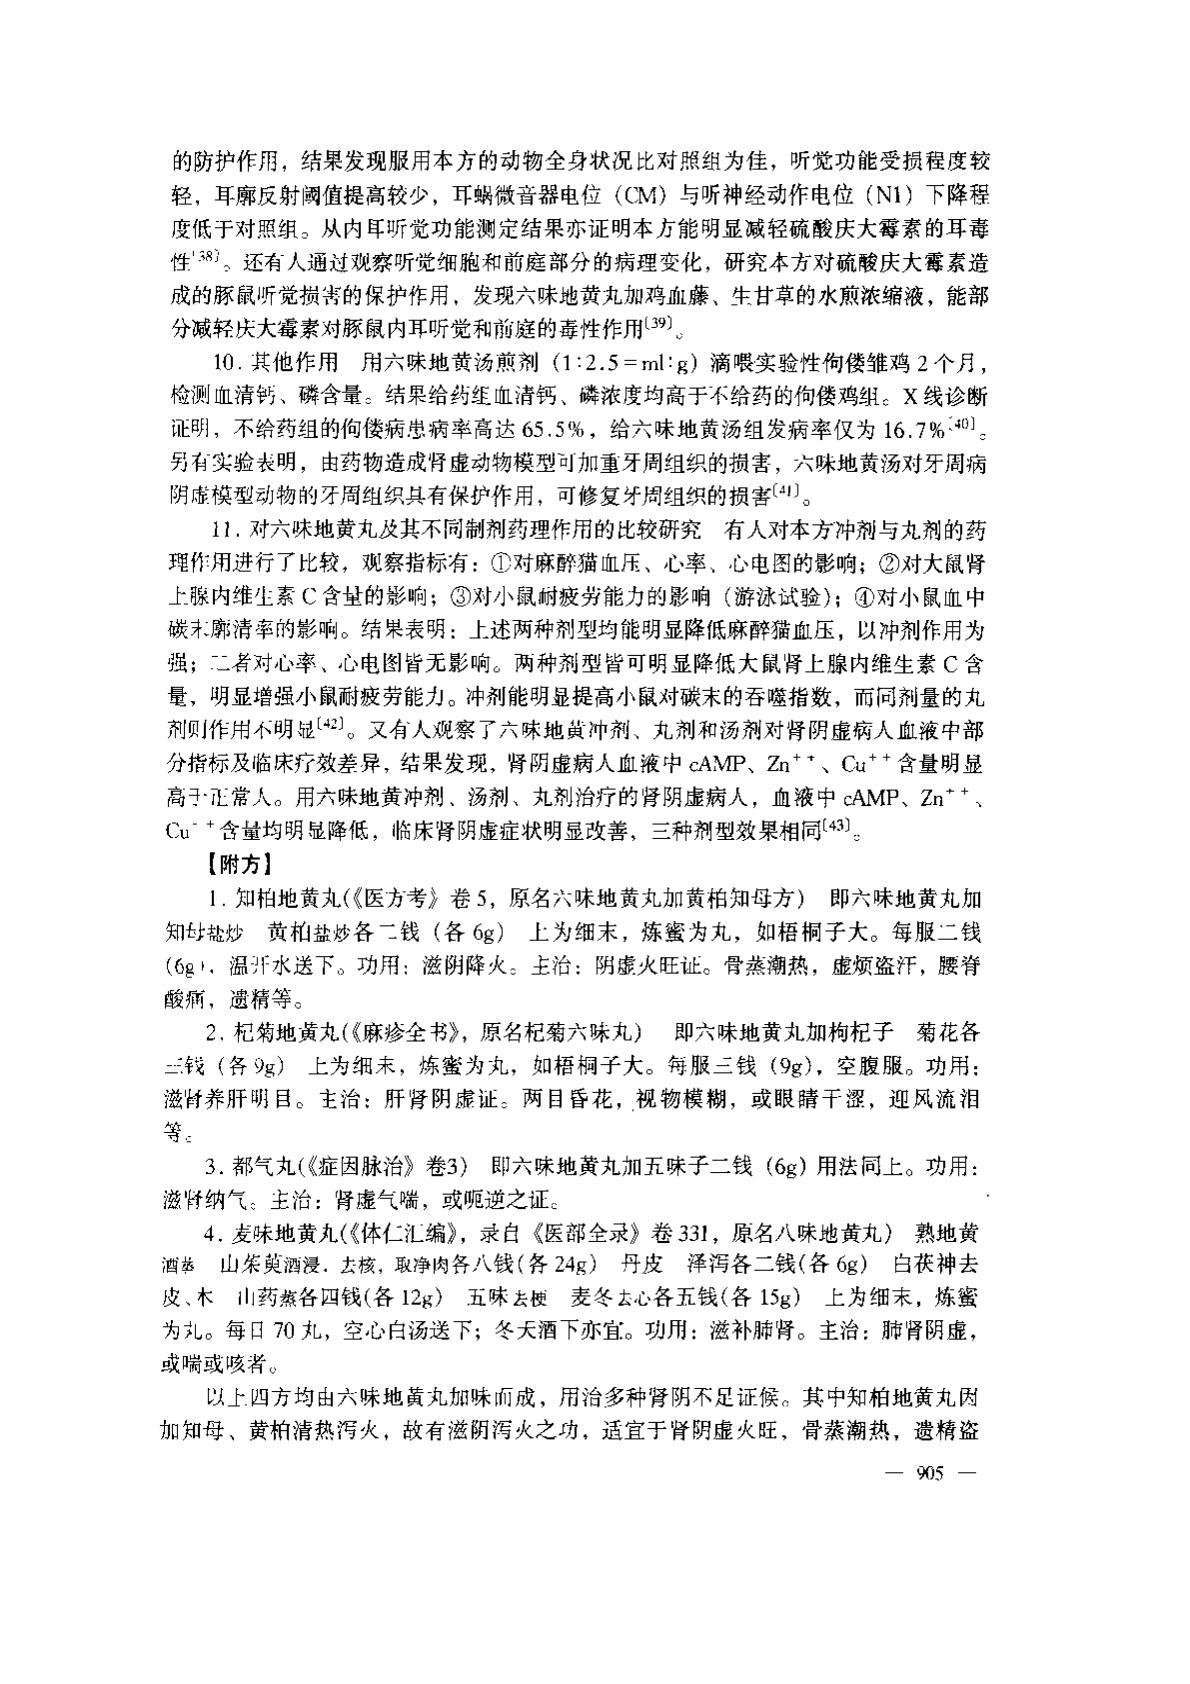 的防护作用，结果发现服用本方的动物全身状况比对照组为佳，听觉功能受损程度较
轻，耳廓反射阈值提高较少，耳蜗微音器电位（CM）与听神经动作电位（N1）下降程
度低于对照组。从内耳听觉功能测定结果亦证明本方能明显减轻硫酸庆大霉素的耳毒
性〔38〕。还有人通过观察听觉细胞和前庭部分的病理变化，研究本方对硫酸庆大霉素造
成的豚鼠听觉损害的保护作用，发现六味地黄丸加鸡血藤、生甘草的水煎浓缩液，能部
分减轻庆大霉素对豚鼠内耳听觉和前庭的毒性作用〔39〕。
10. 其他作用　用六味地黄汤煎剂（1∶2.5＝ml∶g）滴喂实验性佝偻雏鸡 2 个月，
检测血清钙、磷含量。结果给药组血清钙、磷浓度均高于不给药的佝偻鸡组。X 线诊断
证明，不给药组的佝偻病患病率高达 65.5%，给六味地黄汤组发病率仅为 16.7%〔40〕。
另有实验表明，由药物造成肾虚动物模型可加重牙周组织的损害，六味地黄汤对牙周病
阴虚模型动物的牙周组织具有保护作用，可修复牙周组织的损害〔41〕。
11. 对六味地黄丸及其不同制剂药理作用的比较研究　有人对本方冲剂与丸剂的药
理作用进行了比较，观察指标有：①对麻醉猫血压、心率、心电图的影响；②对大鼠肾
上腺内维生素 C 含量的影响；③对小鼠耐疲劳能力的影响（游泳试验）；④对小鼠血中
碳末廓清率的影响。结果表明：上述两种剂型均能明显降低麻醉猫血压，以冲剂作用为
强；二者对心率、心电图皆无影响。两种剂型皆可明显降低大鼠肾上腺内维生素 C 含
量，明显增强小鼠耐疲劳能力。冲剂能明显提高小鼠对碳末的吞噬指数，而同剂量的丸
剂则作用不明显〔42〕。又有人观察了六味地黄冲剂、丸剂和汤剂对肾阴虚病人血液中部
分指标及临床疗效差异，结果发现，肾阴虚病人血液中 cAMP、Zn⁺⁺、Cu⁺⁺含量明显
高于正常人。用六味地黄冲剂、汤剂、丸剂治疗的肾阴虚病人，血液中 cAMP、Zn⁺⁺、
Cu⁺⁺含量均明显降低，临床肾阴虚症状明显改善，三种剂型效果相同〔43〕。
【附方】
1. 知柏地黄丸(《医方考》卷 5，原名六味地黄丸加黄柏知母方）　即六味地黄丸加
知母盐炒　黄柏盐炒各二钱（各 6g）　上为细末，炼蜜为丸，如梧桐子大。每服二钱
（6g），温开水送下。功用：滋阴降火。主治：阴虚火旺证。骨蒸潮热，虚烦盗汗，腰脊
酸痛，遗精等。
2. 杞菊地黄丸(《麻疹全书》，原名杞菊六味丸）　即六味地黄丸加枸杞子　菊花各
三钱（各 9g）　上为细末，炼蜜为丸，如梧桐子大。每服三钱（9g），空腹服。功用：
滋肾养肝明目。主治：肝肾阴虚证。两目昏花，视物模糊，或眼睛干涩，迎风流泪
等。
3. 都气丸(《症因脉治》卷3）　即六味地黄丸加五味子二钱（6g）用法同上。功用：
滋肾纳气。主治：肾虚气喘，或呃逆之证。
4. 麦味地黄丸(《体仁汇编》，录自《医部全录》卷 331，原名八味地黄丸）　熟地黄
酒蒸　山茱萸酒浸．去核，取净肉各八钱(各 24g）　丹皮　泽泻各二钱(各 6g）　白茯神去
皮、木　山药蒸各四钱(各 12g）　五味去梗　麦冬去心各五钱(各 15g）　上为细末，炼蜜
为丸。每日 70 丸，空心白汤送下；冬天酒下亦宜。功用：滋补肺肾。主治：肺肾阴虚，
或喘或咳者。
以上四方均由六味地黄丸加味而成，用治多种肾阴不足证候。其中知柏地黄丸因
加知母、黄柏清热泻火，故有滋阴泻火之功，适宜于肾阴虚火旺，骨蒸潮热，遗精盗
— 905 —